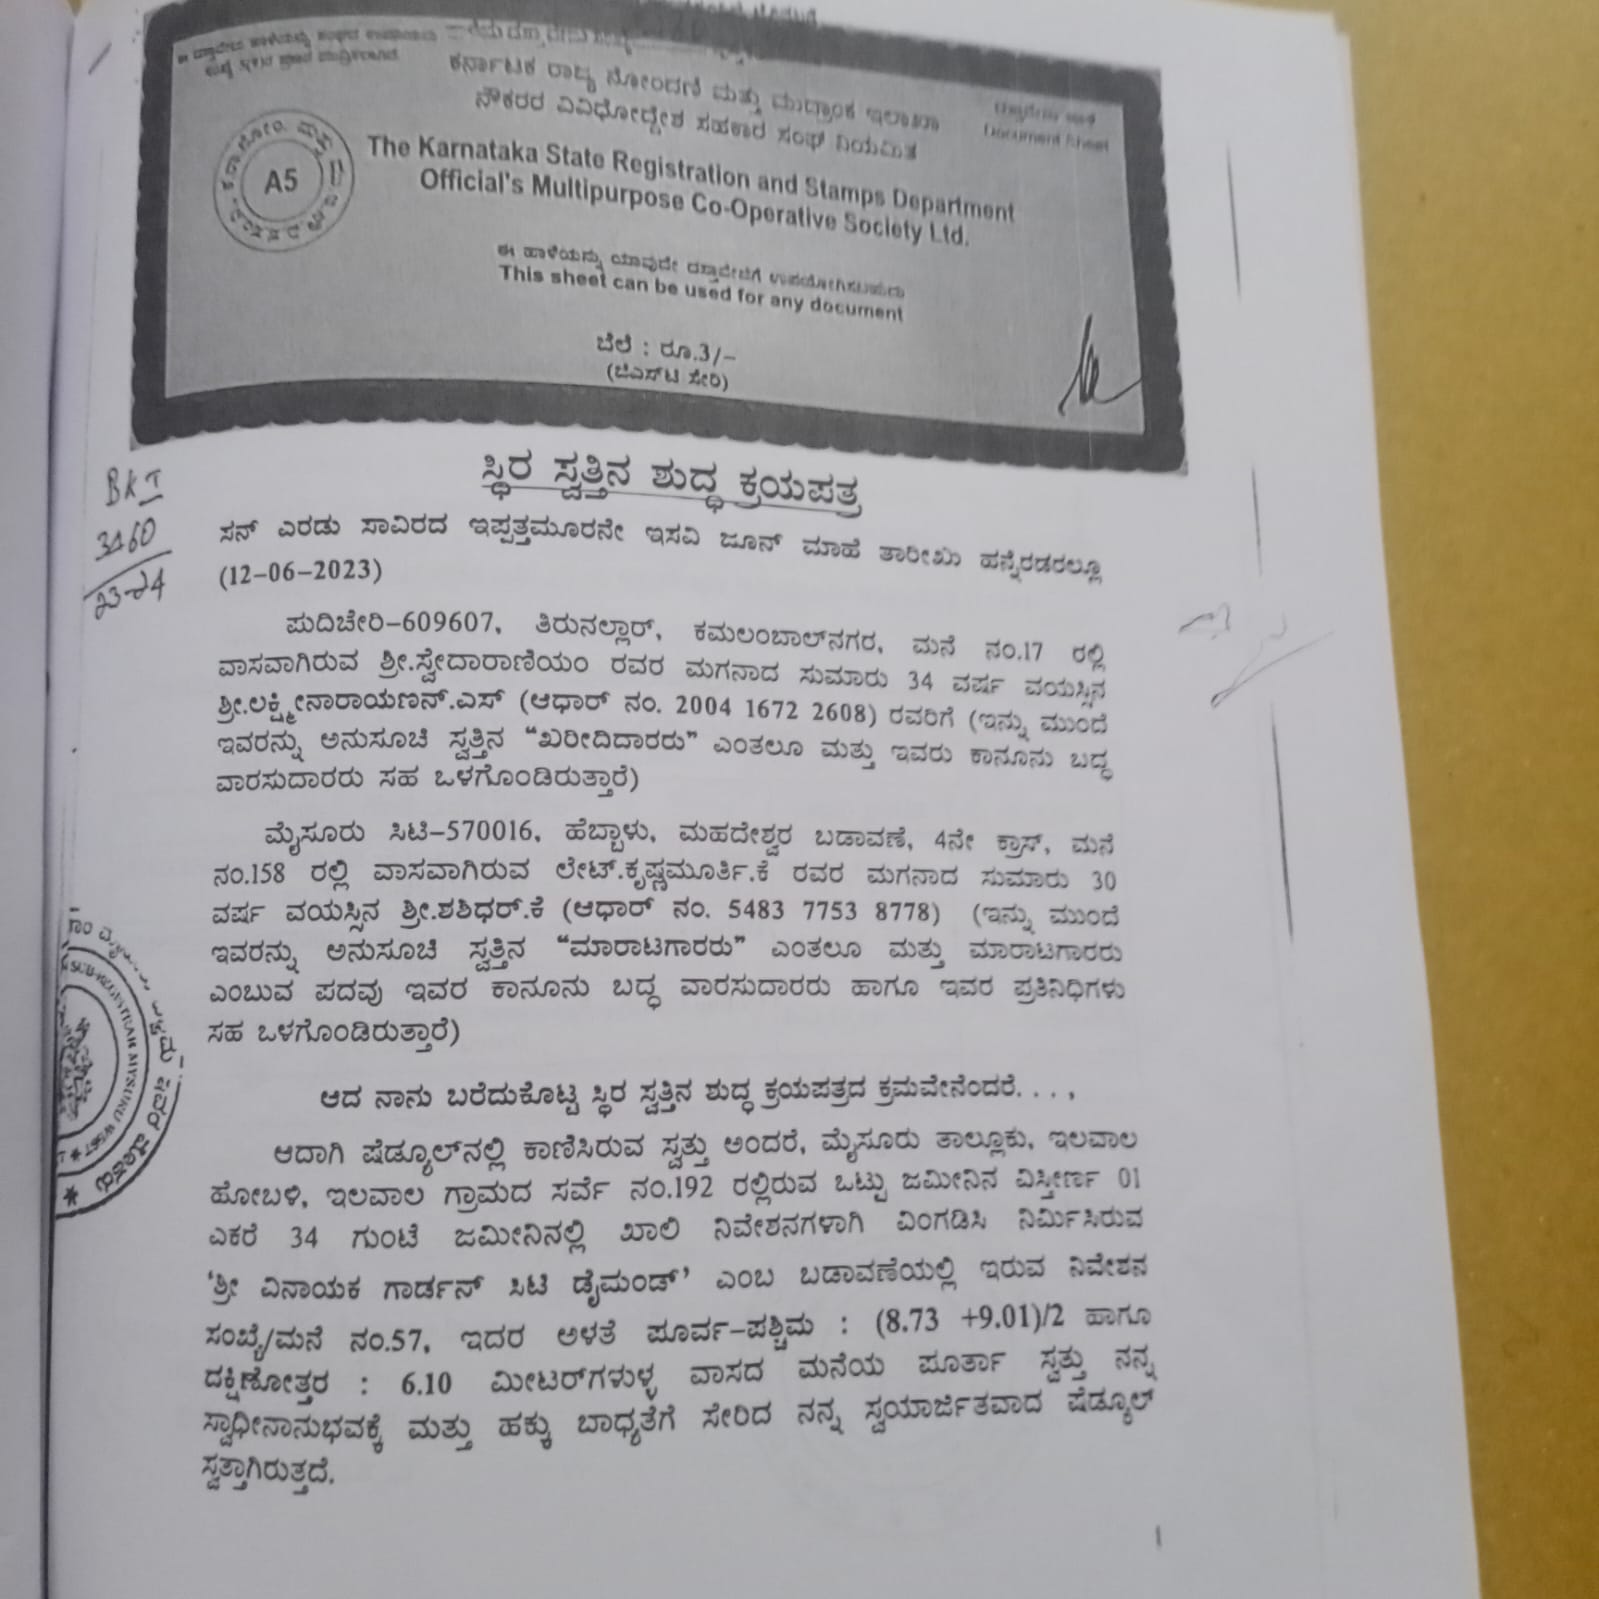 ಕರ್ನಾಟಕ ರಾಜ್ಯ ನೋಂದಣಿ ಮತ್ತು ಮುದ್ರಾಂಕ ಇಲಾಖಾ
ನೌಕರರ ವಿವಿಧೋದ್ದೇಶ ಸಹಕಾರ ಸಂಘ ನಿಯಮಿತ
Document Sheet
A5
The Karnataka State Registration and Stamps Department
Official's Multipurpose Co-Operative Society Ltd.
ಈ ಹಾಳೆಯನ್ನು ಯಾವುದೇ ದಸ್ತಾವೇಜಿಗೆ ಉಪಯೋಗಿಸಬಹುದು
This sheet can be used for any document
ಬೆಲೆ : ರೂ.3/-
(ಜಿಎಸ್‌ಟಿ ಸೇರಿ)
ಸ್ಥಿರ ಸ್ವತ್ತಿನ ಶುದ್ಧ ಕ್ರಯಪತ್ರ
BK I
3460
23-24
ಸನ್ ಎರಡು ಸಾವಿರದ ಇಪ್ಪತ್ತಮೂರನೇ ಇಸವಿ ಜೂನ್ ಮಾಹೆ ತಾರೀಖು ಹನ್ನೆರಡರಲ್ಲೂ
(12-06-2023)
ಪುದಿಚೇರಿ-609607, ತಿರುನಲ್ಲಾರ್, ಕಮಲಂಬಾಲ್‌ನಗರ, ಮನೆ ನಂ.17 ರಲ್ಲಿ
ವಾಸವಾಗಿರುವ ಶ್ರೀ.ಸ್ವೇದಾರಾಣಿಯಂ ರವರ ಮಗನಾದ ಸುಮಾರು 34 ವರ್ಷ ವಯಸ್ಸಿನ
ಶ್ರೀ.ಲಕ್ಷ್ಮೀನಾರಾಯಣನ್.ಎಸ್ (ಆಧಾರ್ ನಂ. 2004 1672 2608) ರವರಿಗೆ (ಇನ್ನು ಮುಂದೆ
ಇವರನ್ನು ಅನುಸೂಚಿ ಸ್ವತ್ತಿನ “ಖರೀದಿದಾರರು” ಎಂತಲೂ ಮತ್ತು ಇವರು ಕಾನೂನು ಬದ್ಧ
ವಾರಸುದಾರರು ಸಹ ಒಳಗೊಂಡಿರುತ್ತಾರೆ)
ಮೈಸೂರು ಸಿಟಿ-570016, ಹೆಬ್ಬಾಳು, ಮಹದೇಶ್ವರ ಬಡಾವಣೆ, 4ನೇ ಕ್ರಾಸ್, ಮನೆ
ನಂ.158 ರಲ್ಲಿ ವಾಸವಾಗಿರುವ ಲೇಟ್.ಕೃಷ್ಣಮೂರ್ತಿ.ಕೆ ರವರ ಮಗನಾದ ಸುಮಾರು 30
ವರ್ಷ ವಯಸ್ಸಿನ ಶ್ರೀ.ಶಶಿಧರ್.ಕೆ (ಆಧಾರ್ ನಂ. 5483 7753 8778) (ಇನ್ನು ಮುಂದೆ
ಇವರನ್ನು ಅನುಸೂಚಿ ಸ್ವತ್ತಿನ “ಮಾರಾಟಗಾರರು” ಎಂತಲೂ ಮತ್ತು ಮಾರಾಟಗಾರರು
ಎಂಬುವ ಪದವು ಇವರ ಕಾನೂನು ಬದ್ಧ ವಾರಸುದಾರರು ಹಾಗೂ ಇವರ ಪ್ರತಿನಿಧಿಗಳು
ಸಹ ಒಳಗೊಂಡಿರುತ್ತಾರೆ)
SUB-REGISTRAR MYSURU WEST
ಆದ ನಾನು ಬರೆದುಕೊಟ್ಟ ಸ್ಥಿರ ಸ್ವತ್ತಿನ ಶುದ್ಧ ಕ್ರಯಪತ್ರದ ಕ್ರಮವೇನೆಂದರೆ. . . ,
ಆದಾಗಿ ಷೆಡ್ಯೂಲ್‌ನಲ್ಲಿ ಕಾಣಿಸಿರುವ ಸ್ವತ್ತು ಅಂದರೆ, ಮೈಸೂರು ತಾಲ್ಲೂಕು, ಇಲವಾಲ
ಹೋಬಳಿ, ಇಲವಾಲ ಗ್ರಾಮದ ಸರ್ವೆ ನಂ.192 ರಲ್ಲಿರುವ ಒಟ್ಟು ಜಮೀನಿನ ವಿಸ್ತೀರ್ಣ 01
ಎಕರೆ 34 ಗುಂಟೆ ಜಮೀನಿನಲ್ಲಿ ಖಾಲಿ ನಿವೇಶನಗಳಾಗಿ ವಿಂಗಡಿಸಿ ನಿರ್ಮಿಸಿರುವ
‘ಶ್ರೀ ವಿನಾಯಕ ಗಾರ್ಡನ್ ಸಿಟಿ ಡೈಮಂಡ್’ ಎಂಬ ಬಡಾವಣೆಯಲ್ಲಿ ಇರುವ ನಿವೇಶನ
ಸಂಖ್ಯೆ/ಮನೆ ನಂ.57, ಇದರ ಅಳತೆ ಪೂರ್ವ-ಪಶ್ಚಿಮ : (8.73 +9.01)/2 ಹಾಗೂ
ದಕ್ಷಿಣೋತ್ತರ : 6.10 ಮೀಟರ್‌ಗಳುಳ್ಳ ವಾಸದ ಮನೆಯ ಪೂರ್ತಾ ಸ್ವತ್ತು ನನ್ನ
ಸ್ವಾಧೀನಾನುಭವಕ್ಕೆ ಮತ್ತು ಹಕ್ಕು ಬಾಧ್ಯತೆಗೆ ಸೇರಿದ ನನ್ನ ಸ್ವಯಾರ್ಜಿತವಾದ ಷೆಡ್ಯೂಲ್
ಸ್ವತ್ತಾಗಿರುತ್ತದೆ.
1